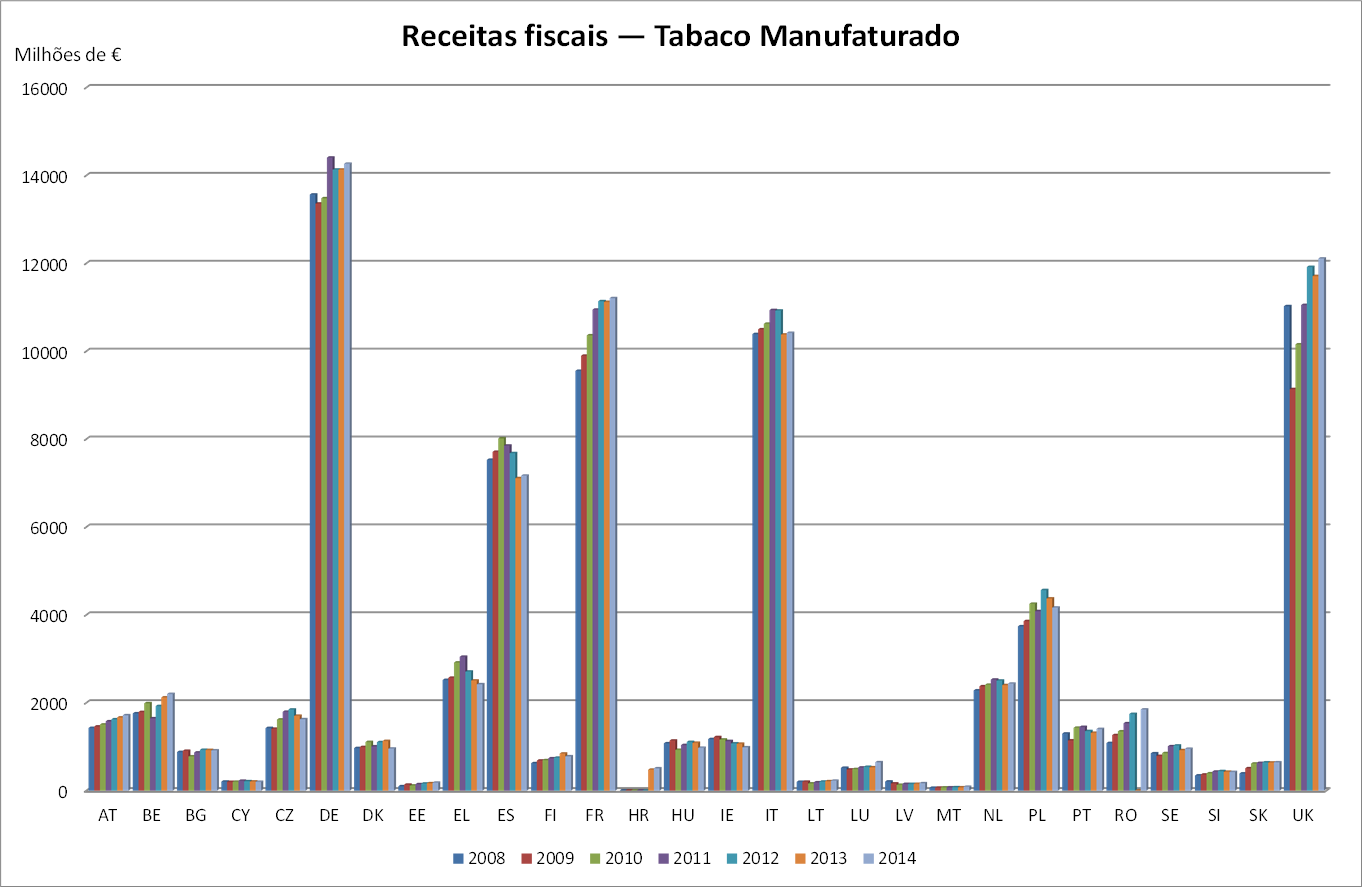 Receitas fiscais — Tabaco Manufaturado
Milhões de €
16000
14000
12000
10000
8000
6000
4000
2000
0
AT BE BG CY CZ DE DK EE EL ES FI FR HR HU IE IT LT LU LV MT NL PL PT RO SE SI SK UK
2008 2009 2010 2011 2012 2013 2014